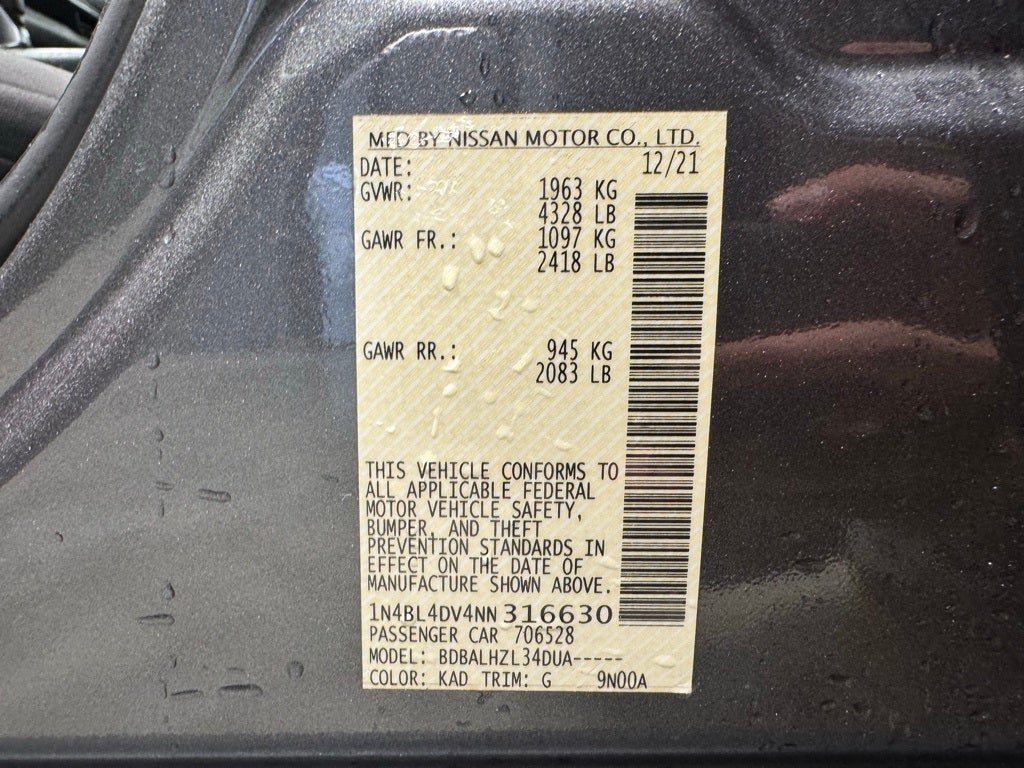 MFD BY NISSAN MOTOR CO., LTD.
DATE: 12/21
GVWR: 1963 KG
4328 LB
GAWR FR.: 1097 KG
2418 LB
GAWR RR.: 945 KG
2083 LB
THIS VEHICLE CONFORMS TO
ALL APPLICABLE FEDERAL
MOTOR VEHICLE SAFETY,
BUMPER, AND THEFT
PREVENTION STANDARDS IN
EFFECT ON THE DATE OF
MANUFACTURE SHOWN ABOVE.
1N4BL4DV4NN316630
PASSENGER CAR 706528
MODEL: BDBALHZL34DUA-----
COLOR: KAD TRIM: G 9N00A